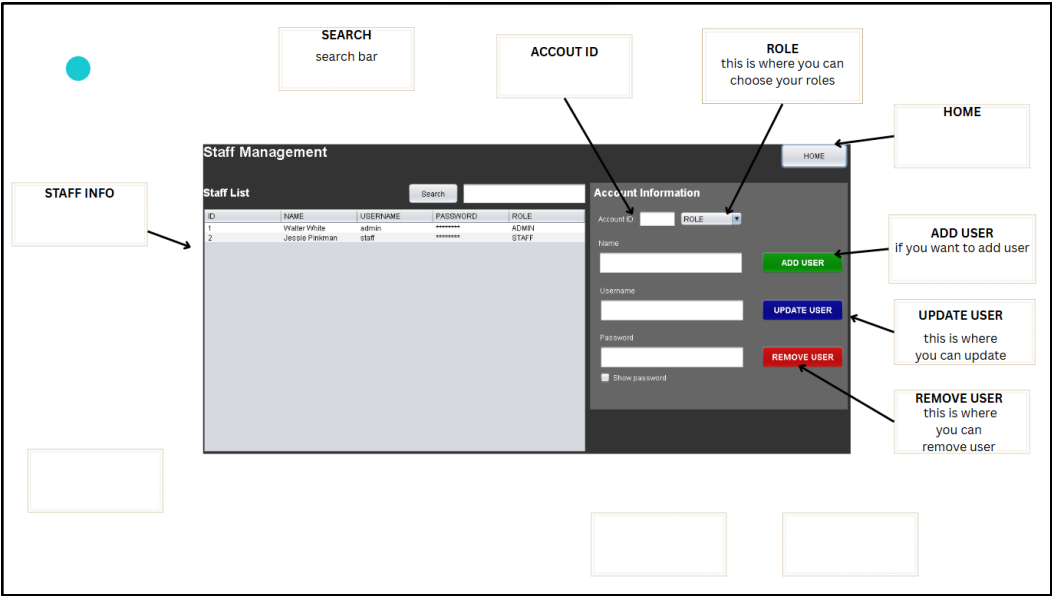 SEARCH
search bar
ACCOUT ID
ROLE
this is where you can
choose your roles
HOME
STAFF INFO
Staff Management
HOME
Staff List
Search
ID NAME USERNAME PASSWORD ROLE
1 Walter White admin ******** ADMIN
2 Jessie Pinkman staff ******** STAFF
Account Information
Account ID ROLE
Name
ADD USER
Username
UPDATE USER
Password
REMOVE USER
Show password
ADD USER
if you want to add user
UPDATE USER
this is where
you can update
REMOVE USER
this is where
you can
remove user